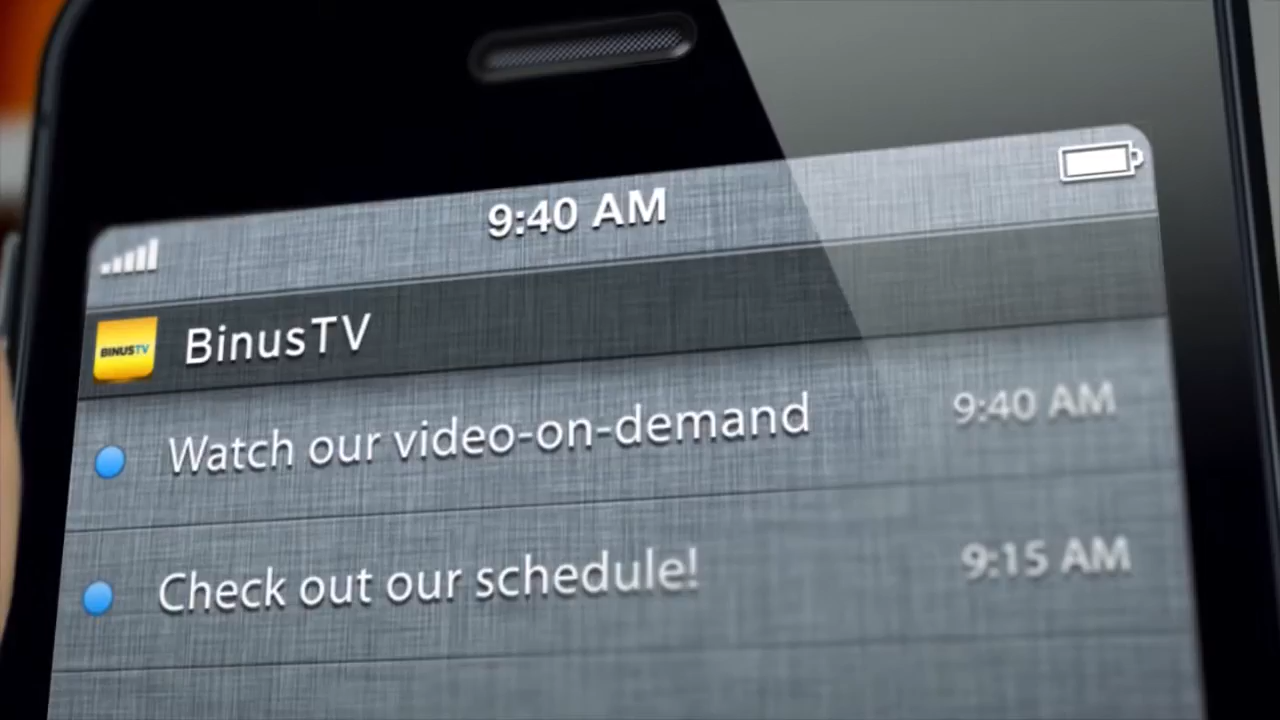 9:40 AM
BINUSTV
BinusTV
Watch our video-on-demand
9:40 AM
Check out our schedule!
9:15 AM